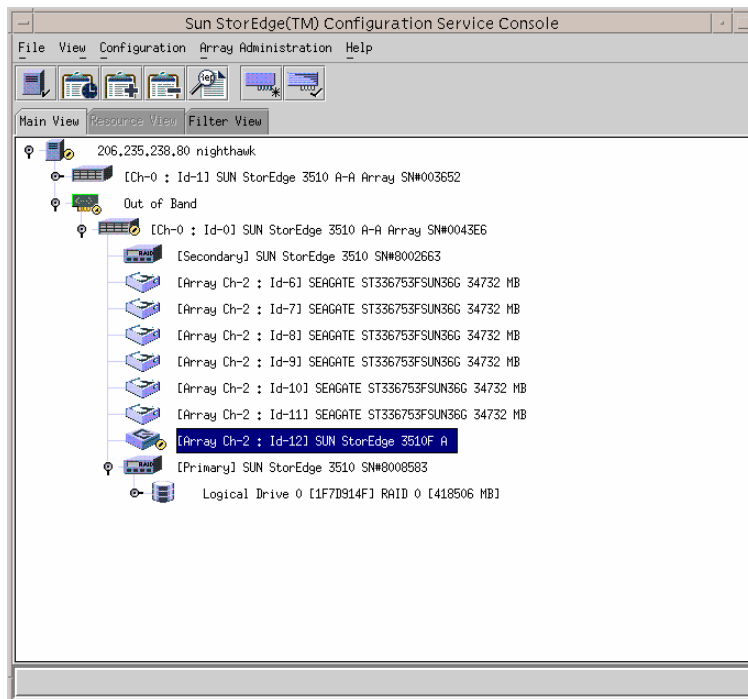 Sun StorEdge(TM) Configuration Service Console
File View Configuration Array Administration Help
Main View Resource View Filter View
206.235.238.80 nighthawk
[Ch-0 : Id-1] SUN StorEdge 3510 A-A Array SN#003652
Out of Band
[Ch-0 : Id-0] SUN StorEdge 3510 A-A Array SN#0043E6
[Secondary] SUN StorEdge 3510 SN#8002663
[Array Ch-2 : Id-6] SEAGATE ST336753FSUN36G 34732 MB
[Array Ch-2 : Id-7] SEAGATE ST336753FSUN36G 34732 MB
[Array Ch-2 : Id-8] SEAGATE ST336753FSUN36G 34732 MB
[Array Ch-2 : Id-9] SEAGATE ST336753FSUN36G 34732 MB
[Array Ch-2 : Id-10] SEAGATE ST336753FSUN36G 34732 MB
[Array Ch-2 : Id-11] SEAGATE ST336753FSUN36G 34732 MB
[Array Ch-2 : Id-12] SUN StorEdge 3510F A
[Primary] SUN StorEdge 3510 SN#8008583
Logical Drive 0 [1F7D914F] RAID 0 [418506 MB]